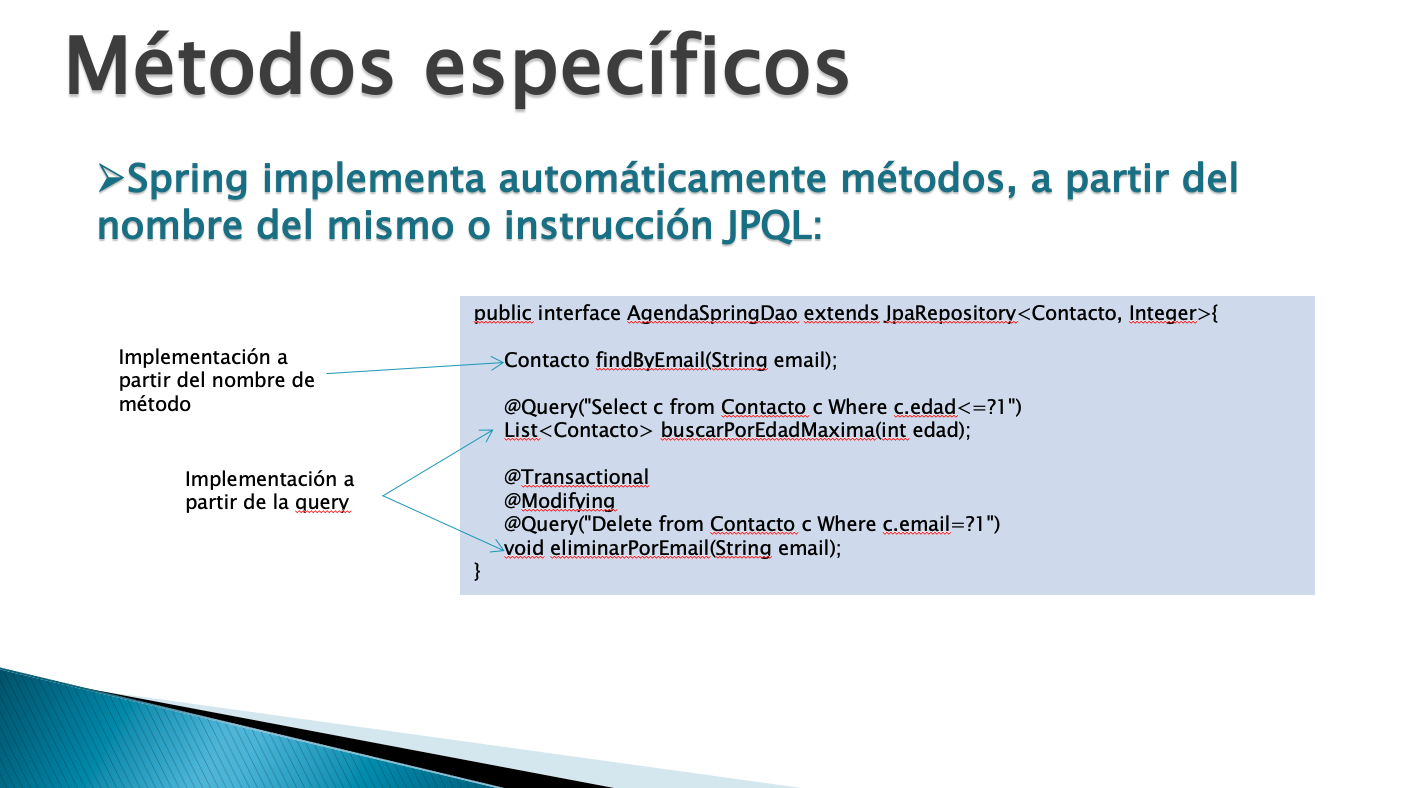 Métodos específicos
➢Spring implementa automáticamente métodos, a partir del
nombre del mismo o instrucción JPQL:
public interface AgendaSpringDao extends JpaRepository<Contacto, Integer>{
Implementación a
partir del nombre de
método
Contacto findByEmail(String email);
@Query("Select c from Contacto c Where c.edad<=?1")
List<Contacto> buscarPorEdadMaxima(int edad);
Implementación a
partir de la query
@Transactional
@Modifying
@Query("Delete from Contacto c Where c.email=?1")
void eliminarPorEmail(String email);
}